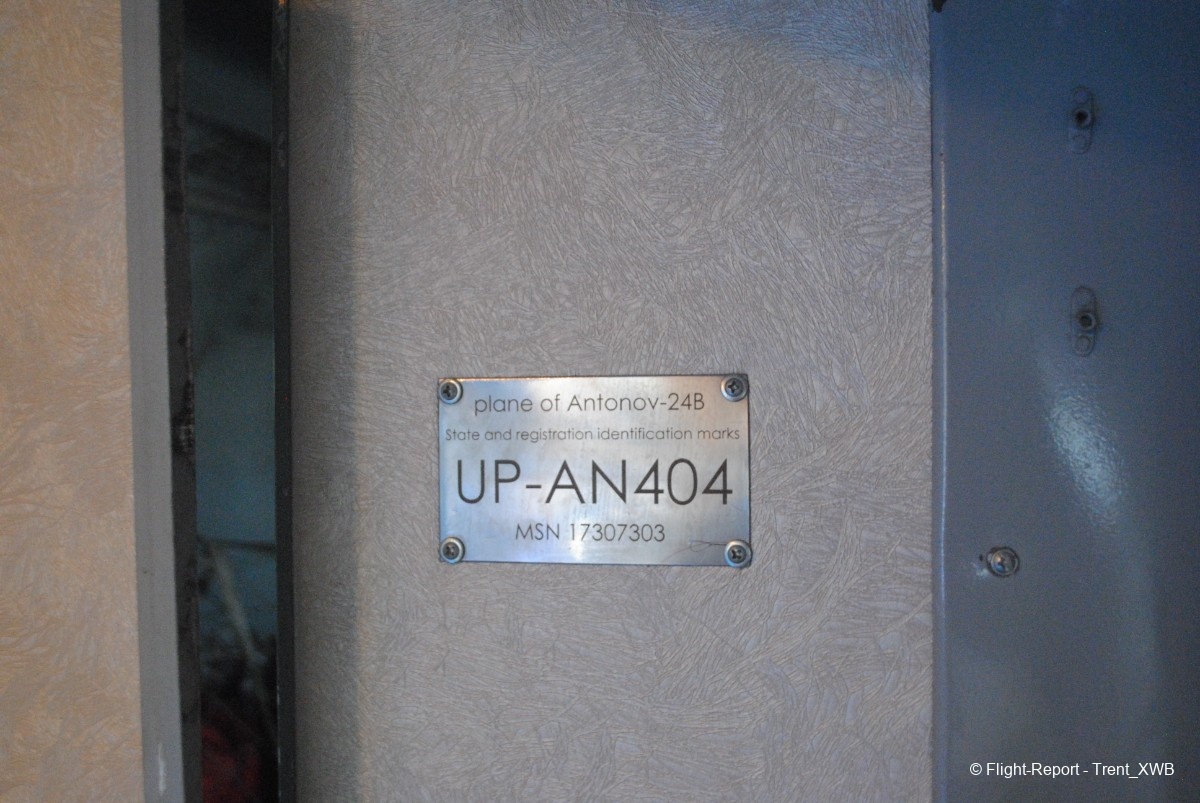 plane of Antonov-24B
State and registration identification marks
UP-AN404
MSN 17307303
© Flight-Report - Trent_XWB